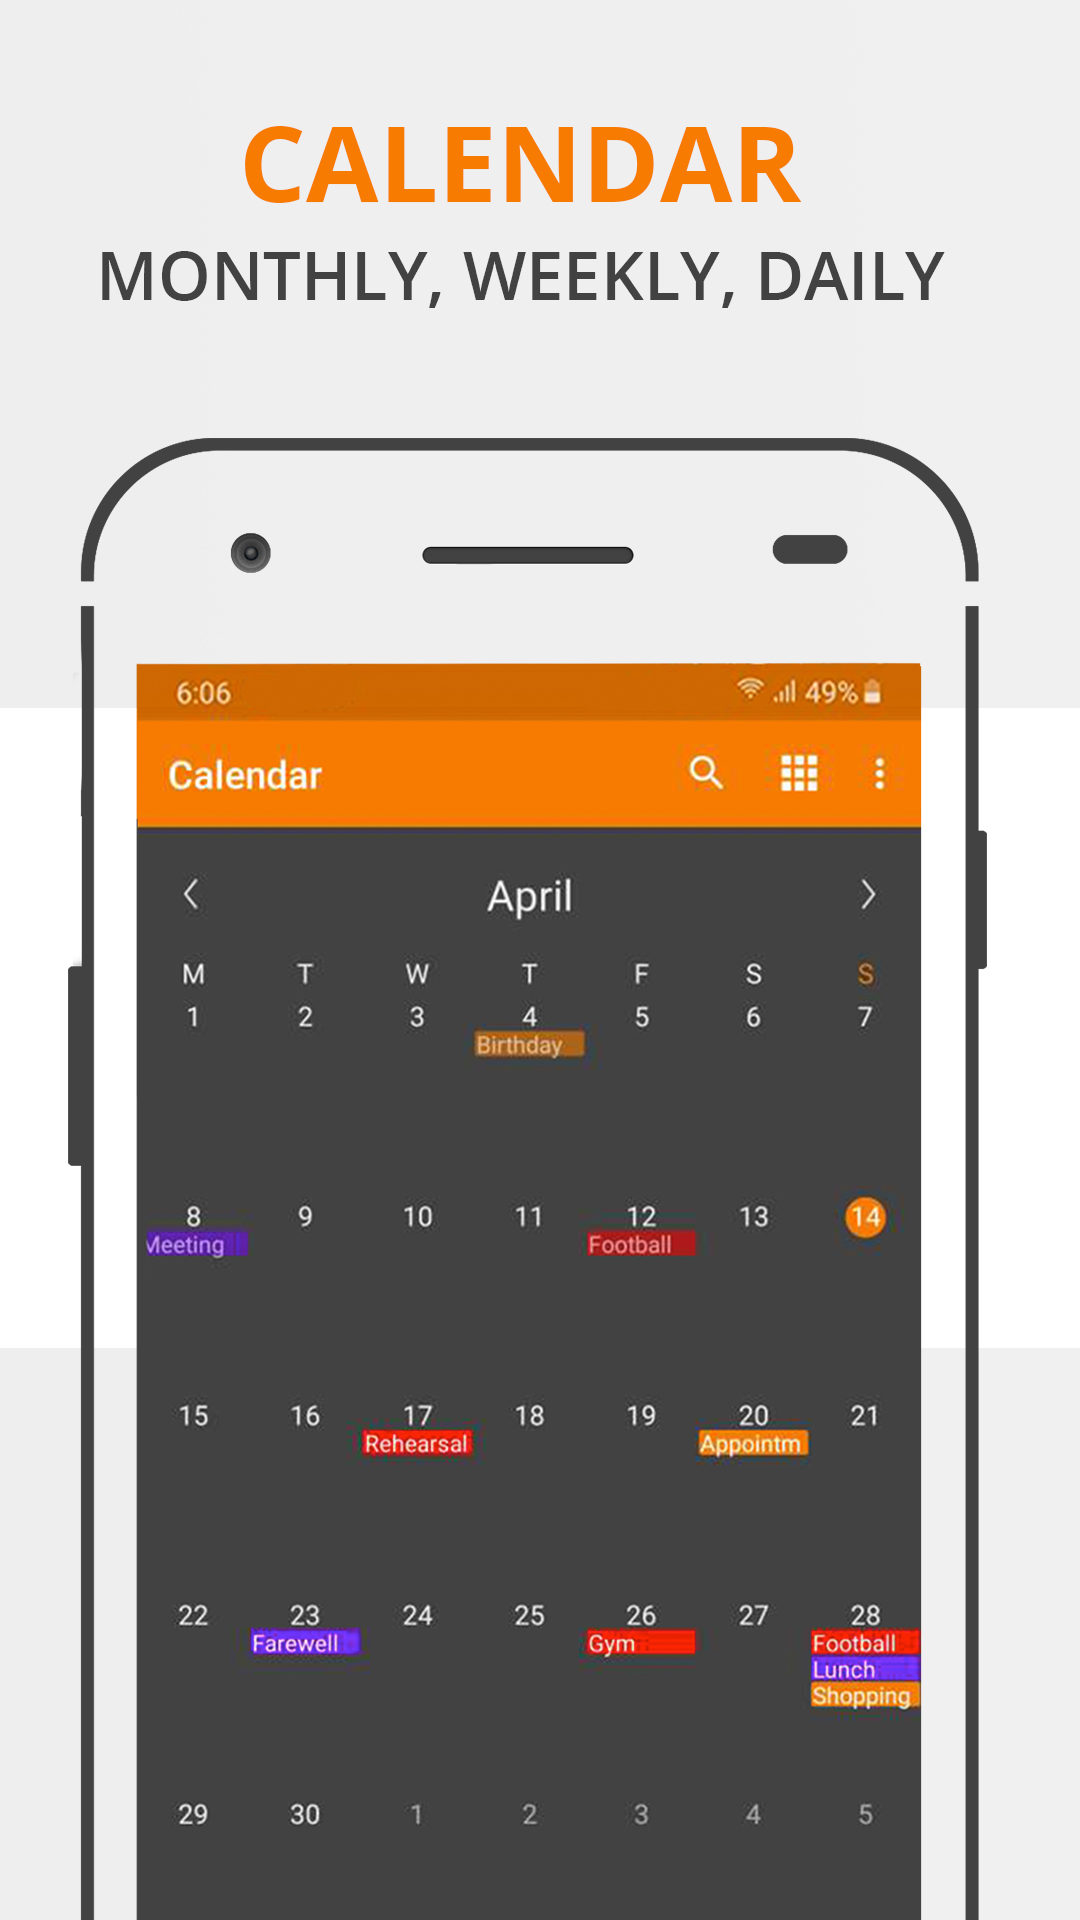 CALENDAR
MONTHLY, WEEKLY, DAILY
6:06 49%
Calendar
April
M T W T F S S
1 2 3 4 5 6 7
Birthday
8 9 10 11 12 13 14
Meeting Football
15 16 17 18 19 20 21
Rehearsal Appointm
22 23 24 25 26 27 28
Farewell Gym Football
Lunch
Shopping
29 30 1 2 3 4 5